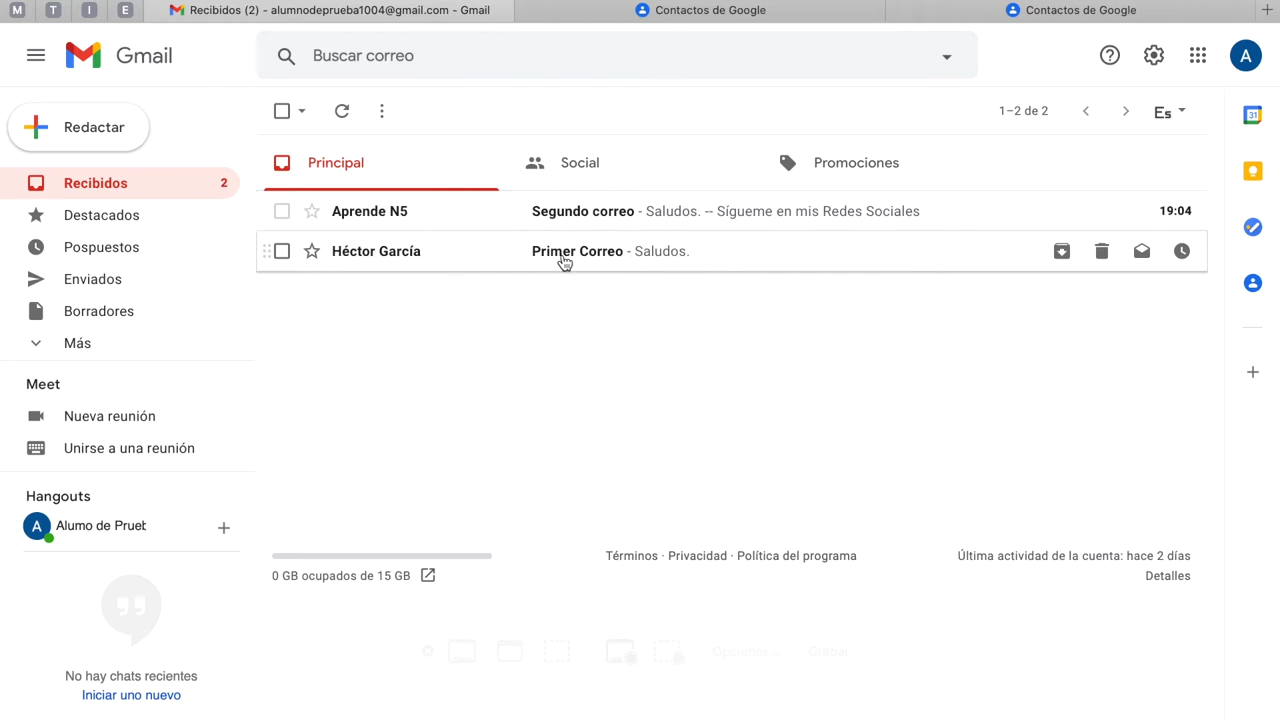 M T I E Recibidos (2) - alumnodeprueba1004@gmail.com - Gmail Contactos de Google Contactos de Google
Gmail Buscar correo A
Redactar
1–2 de 2 Es
Principal Social Promociones
Recibidos 2
Destacados
Pospuestos
Enviados
Borradores
Más
Aprende N5 Segundo correo - Saludos. -- Sígueme en mis Redes Sociales 19:04
Héctor García Primer Correo - Saludos.
31
Meet
Nueva reunión
Unirse a una reunión
Hangouts
A Alumo de Prueb
No hay chats recientes
Iniciar uno nuevo
0 GB ocupados de 15 GB
Términos · Privacidad · Política del programa
Última actividad de la cuenta: hace 2 días
Detalles
Opciones Grabar